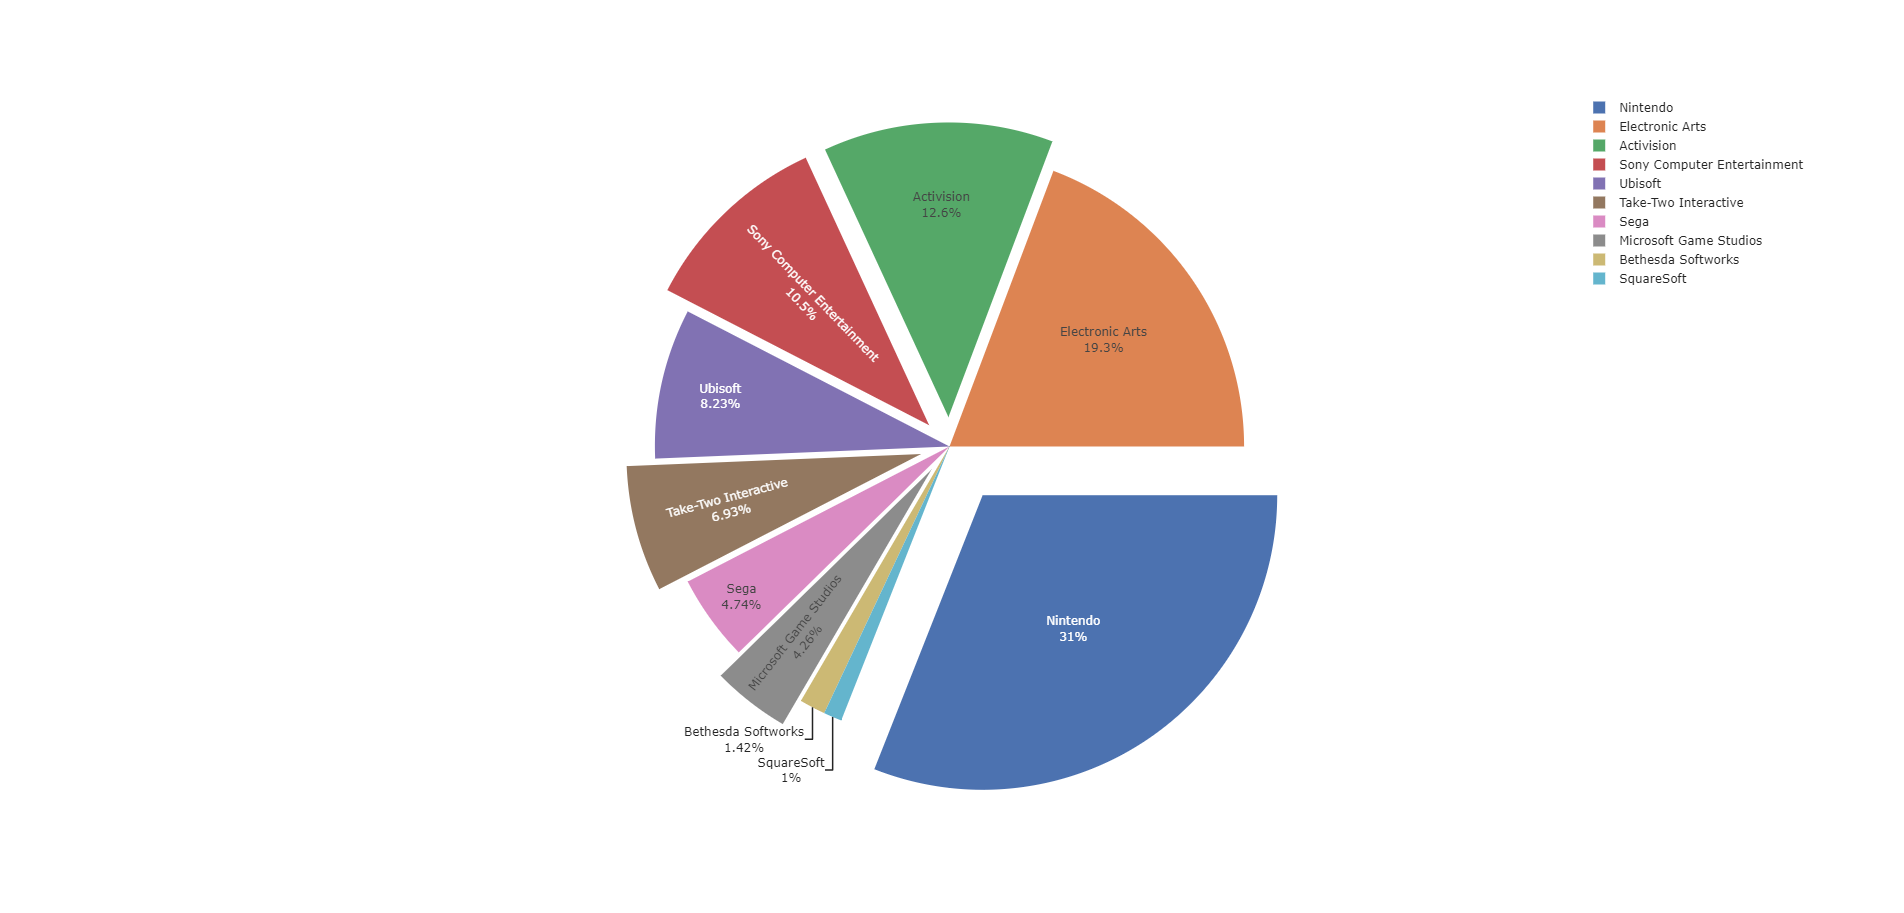 Activision
12.6%
Sony Computer Entertainment
10.5%
Electronic Arts
19.3%
Ubisoft
8.23%
Take-Two Interactive
6.93%
Sega
4.74%
Microsoft Game Studios
4.26%
Nintendo
31%
Bethesda Softworks
1.42%
SquareSoft
1%
Nintendo
Electronic Arts
Activision
Sony Computer Entertainment
Ubisoft
Take-Two Interactive
Sega
Microsoft Game Studios
Bethesda Softworks
SquareSoft